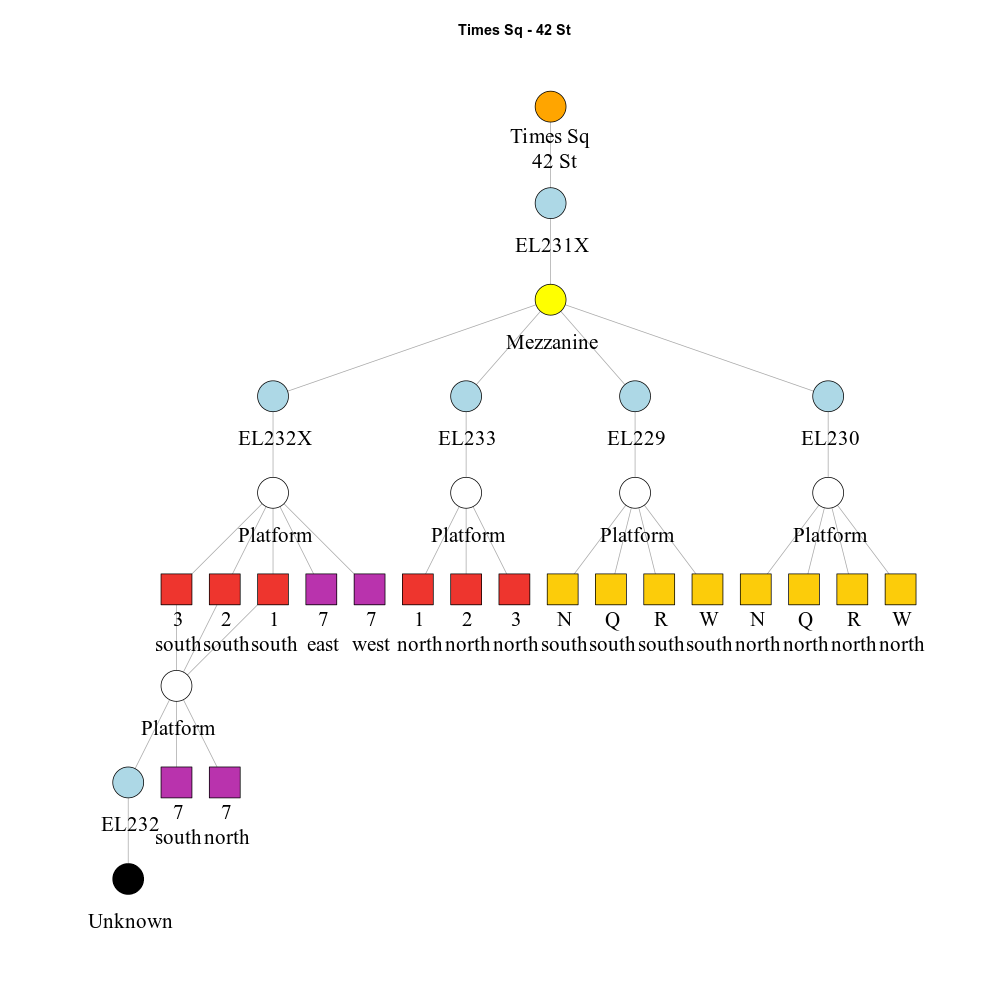 Times Sq - 42 St
Times Sq
42 St
EL231X
Mezzanine
EL232X EL233 EL229 EL230
Platform Platform Platform Platform
3 2 1 7 7 1 2 3 N Q R W N Q R W
south south south east west north north north south south south south north north north north
Platform
7 7
EL232
south north
Unknown